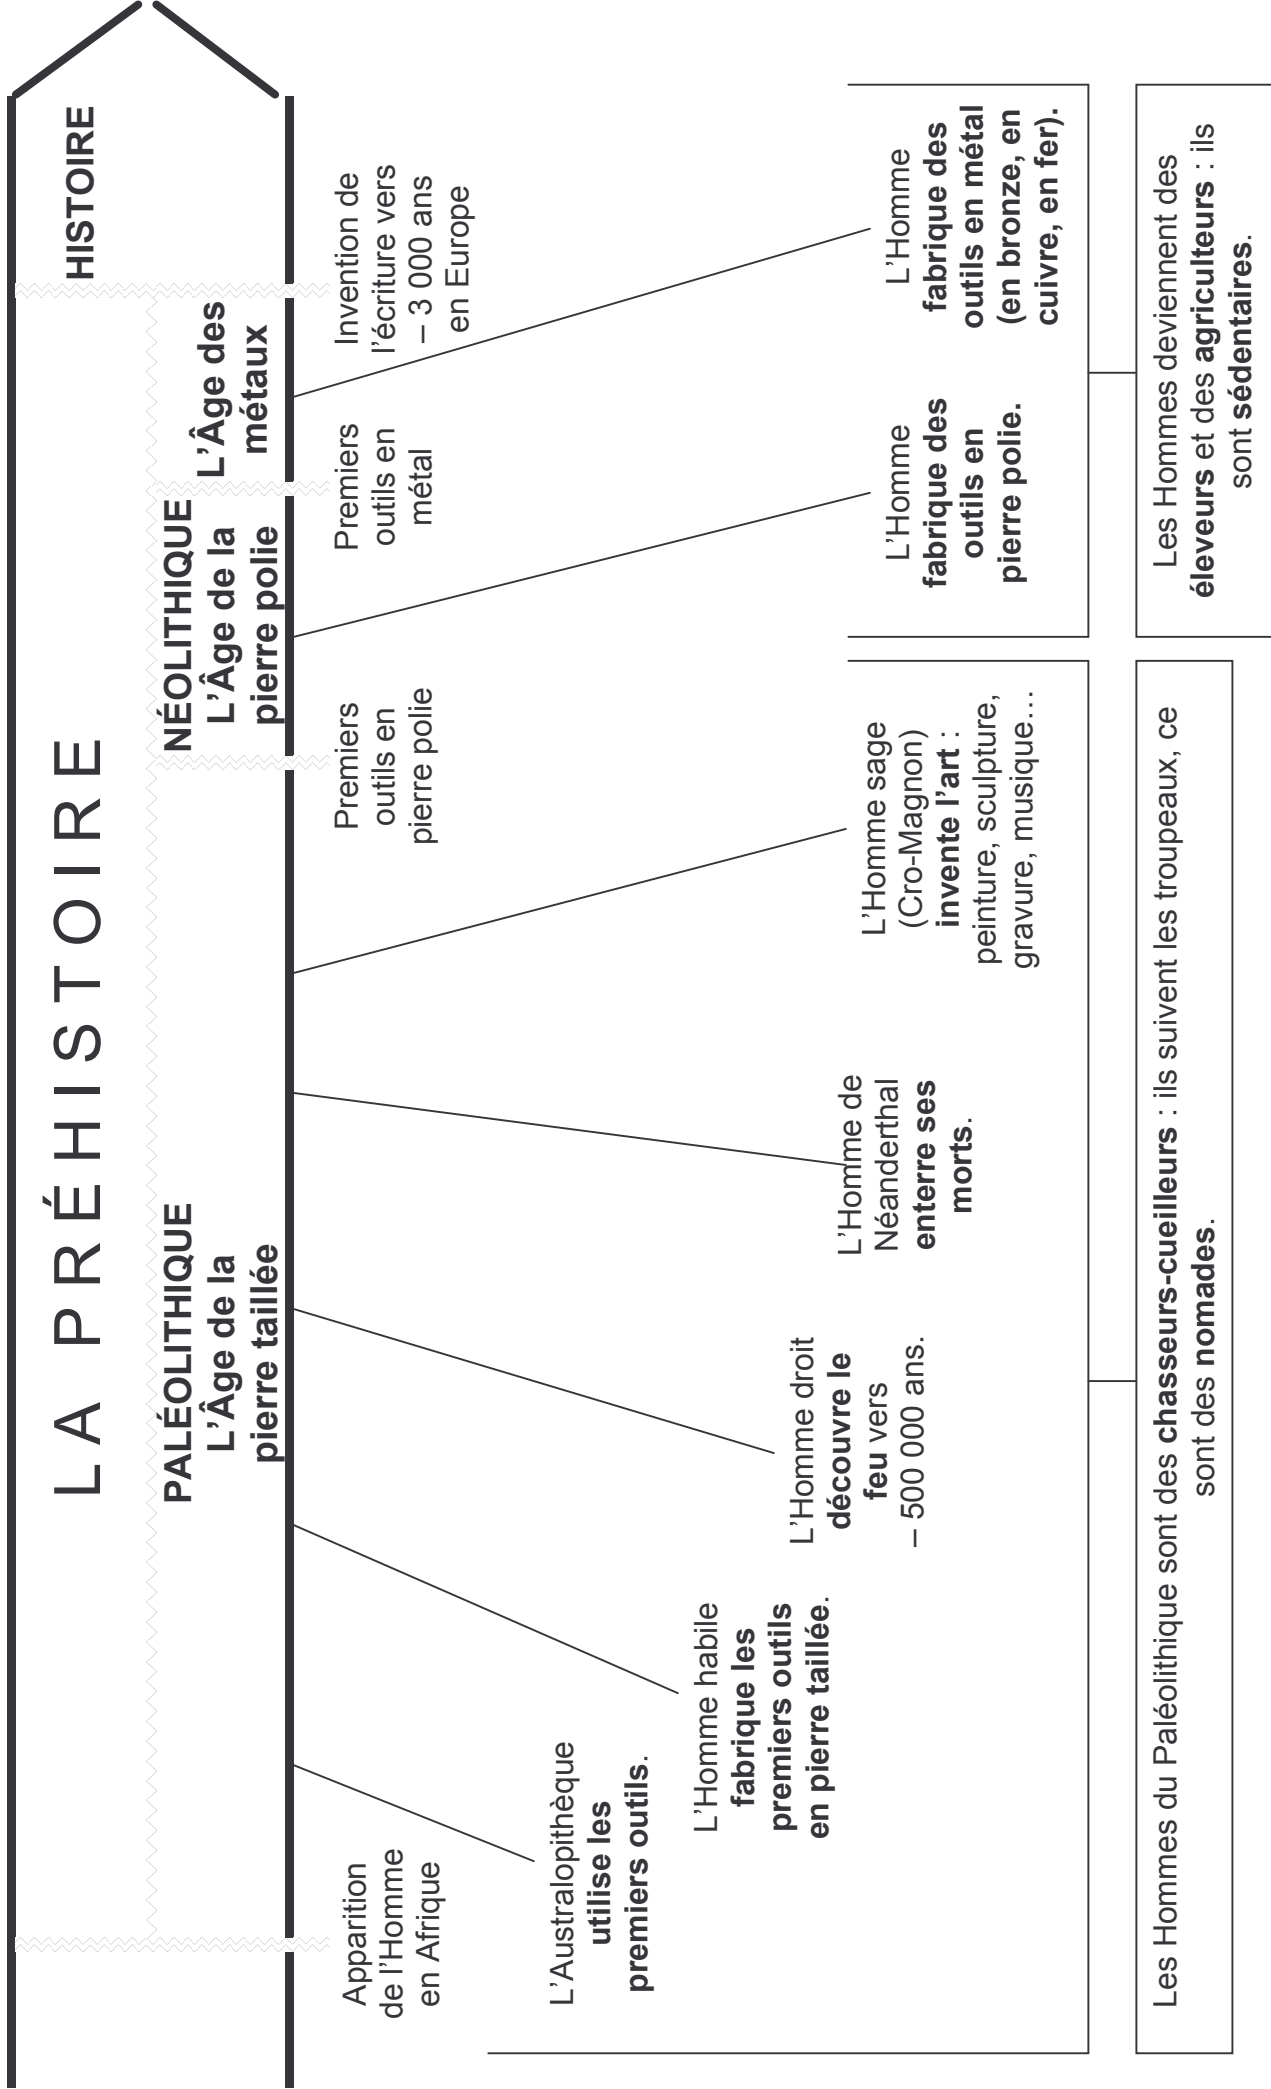 LA PRÉHISTOIRE
HISTOIRE
PALÉOLITHIQUE
L’Âge de la
pierre taillée
NÉOLITHIQUE
L’Âge de la
pierre polie
L’Âge des
métaux
Apparition
de l’Homme
en Afrique
Premiers
outils en
pierre polie
Premiers
outils en
métal
Invention de
l’écriture vers
– 3 000 ans
en Europe
L’Australopithèque
utilise les
premiers outils.
L’Homme habile
fabrique les
premiers outils
en pierre taillée.
L’Homme droit
découvre le
feu vers
– 500 000 ans.
L’Homme de
Néanderthal
enterre ses
morts.
L’Homme sage
(Cro-Magnon)
invente l’art :
peinture, sculpture,
gravure, musique…
L’Homme
fabrique des
outils en
pierre polie.
L’Homme
fabrique des
outils en métal
(en bronze, en
cuivre, en fer).
Les Hommes du Paléolithique sont des chasseurs-cueilleurs : ils suivent les troupeaux, ce
sont des nomades.
Les Hommes deviennent des
éleveurs et des agriculteurs : ils
sont sédentaires.